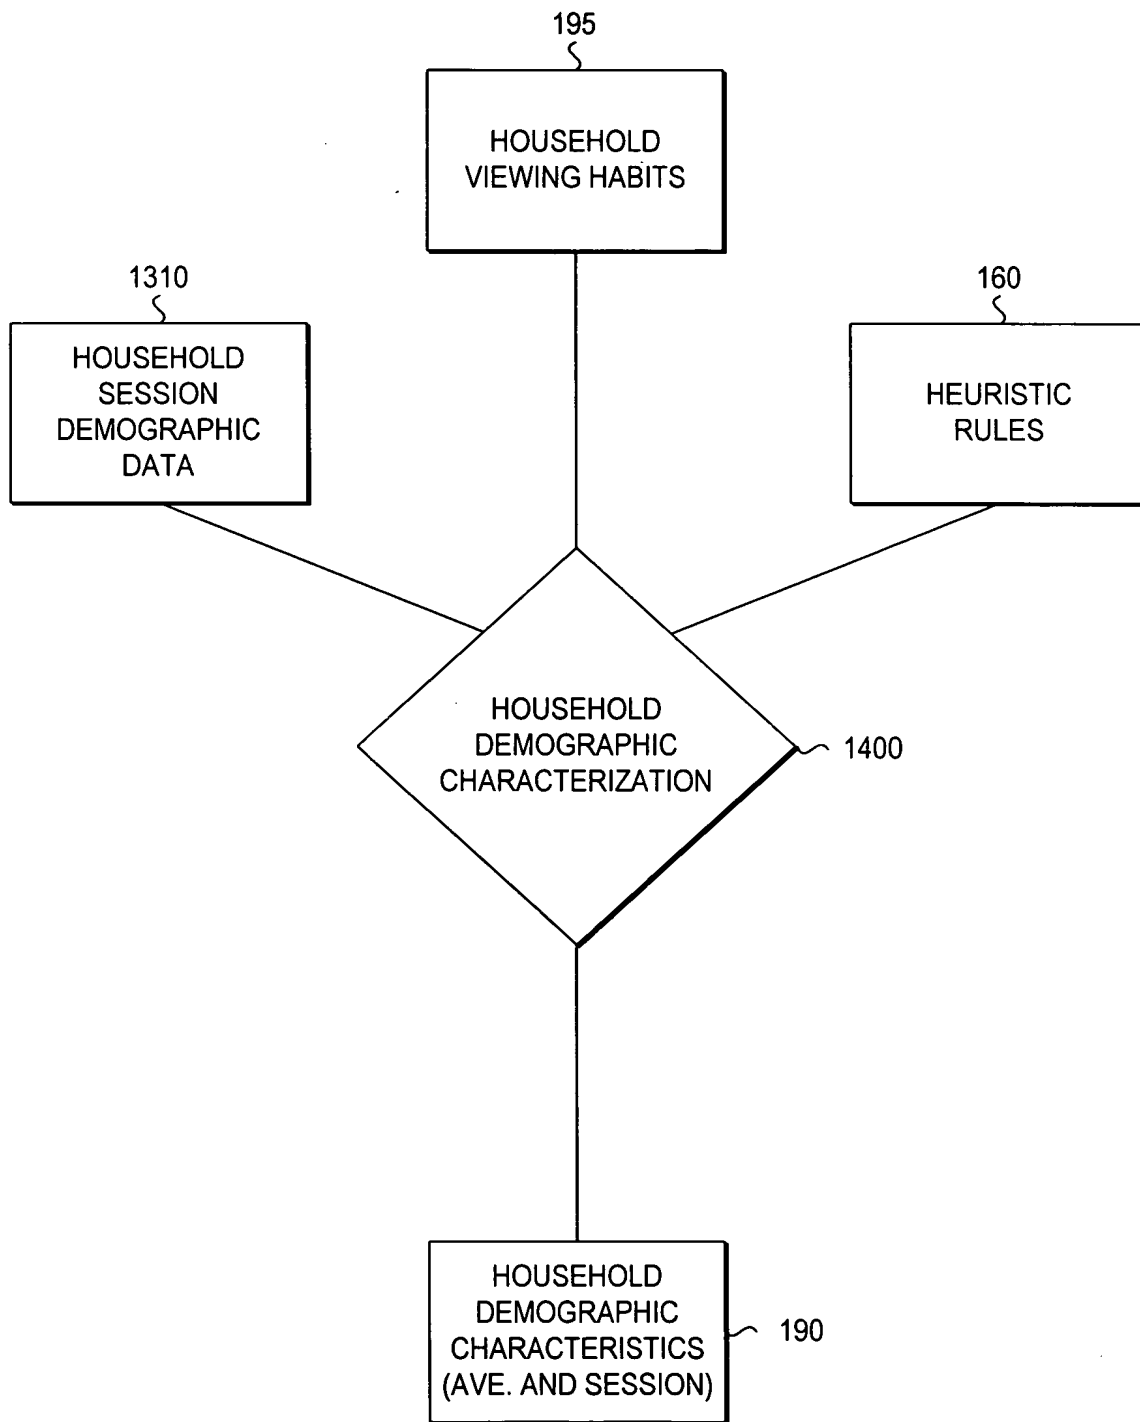 195
HOUSEHOLD
VIEWING HABITS
1310
HOUSEHOLD
SESSION
DEMOGRAPHIC
DATA
160
HEURISTIC
RULES
HOUSEHOLD
DEMOGRAPHIC
CHARACTERIZATION
1400
HOUSEHOLD
DEMOGRAPHIC
CHARACTERISTICS
(AVE. AND SESSION)
190